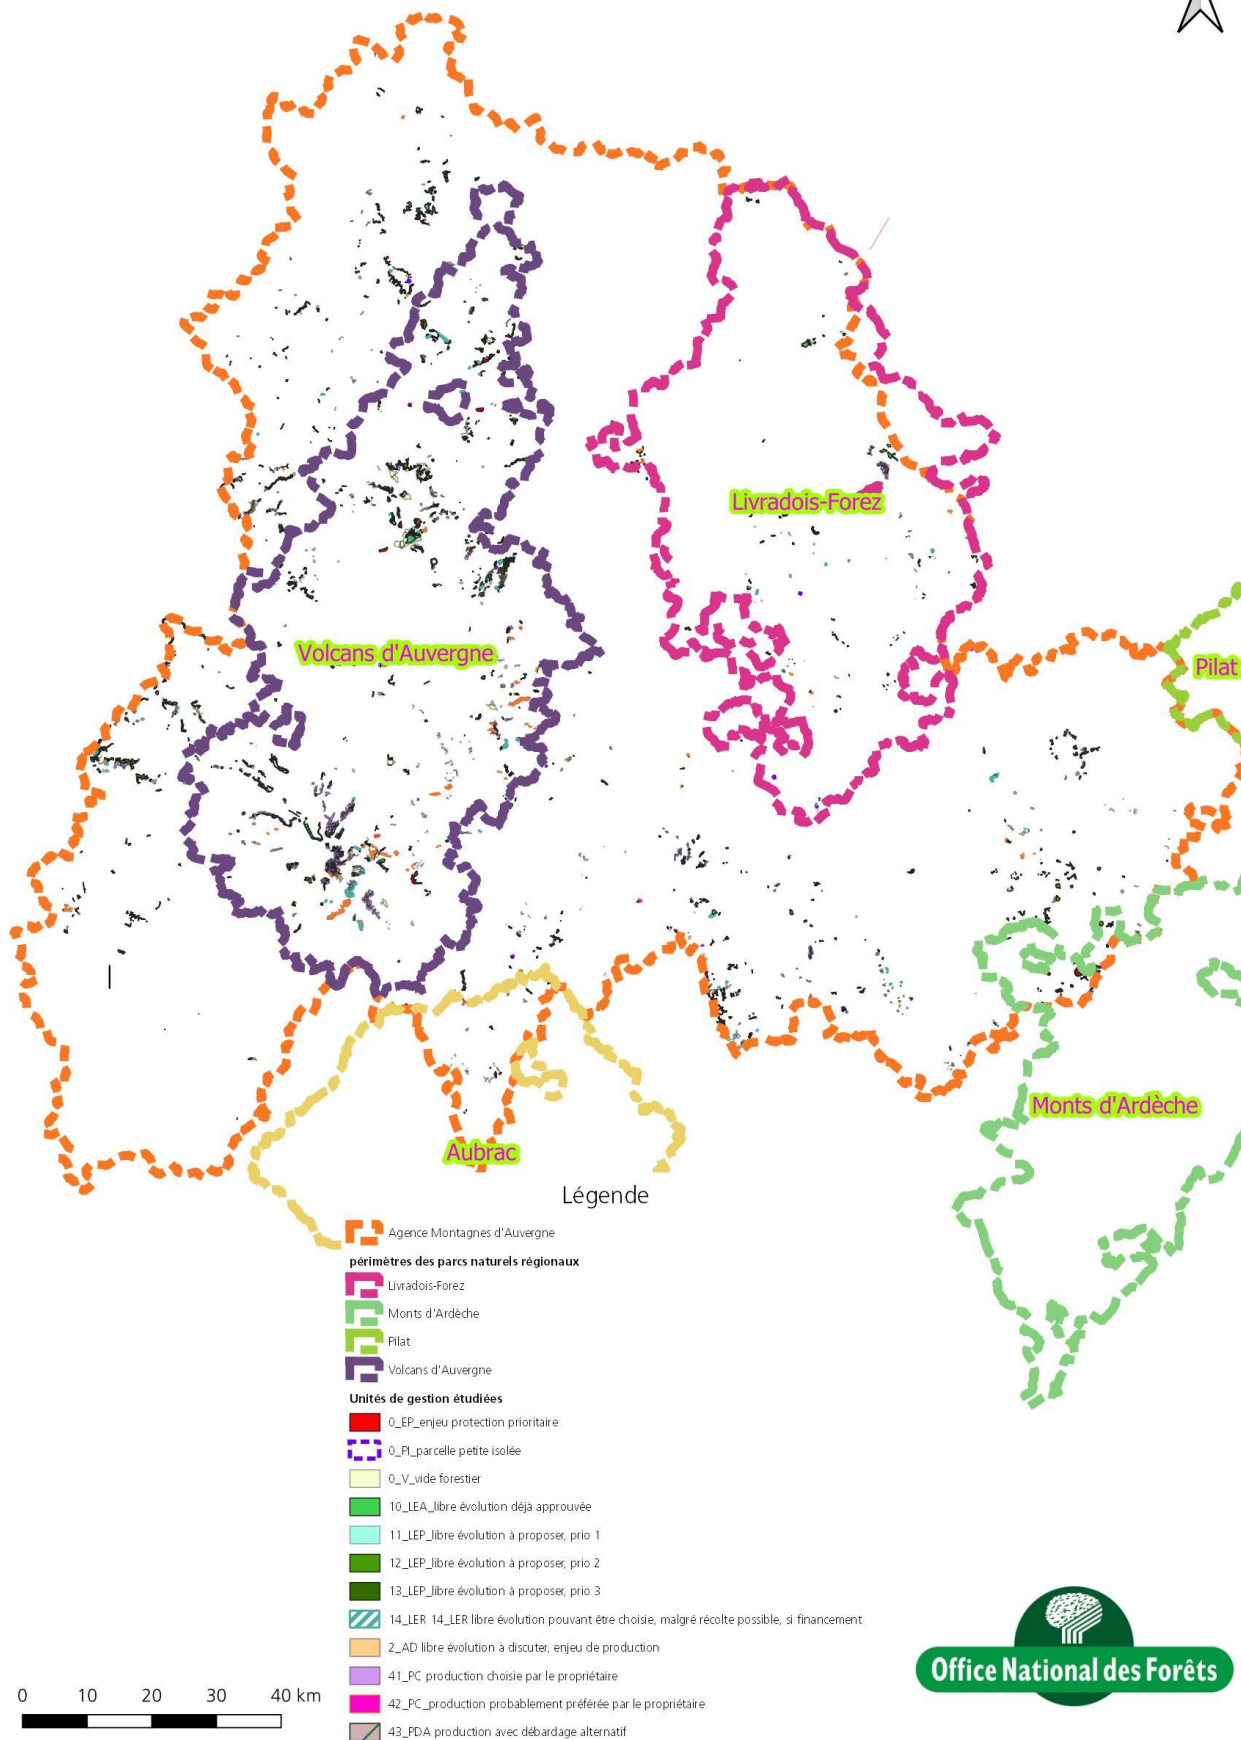 Livradois-Forez
Volcans d'Auvergne
Pilat
Monts d'Ardèche
Aubrac
Légende
Agence Montagnes d'Auvergne
périmètres des parcs naturels régionaux
Livradois-Forez
Monts d'Ardèche
Pilat
Volcans d'Auvergne
Unités de gestion étudiées
0_EP_enjeu protection prioritaire
0_PI_parcelle petite isolée
0_V_vide forestier
10_LEA_libre évolution déjà approuvée
11_LEP_libre évolution à proposer, prio 1
12_LEP_libre évolution à proposer, prio 2
13_LEP_libre évolution à proposer, prio 3
14_LER 14_LER libre évolution pouvant être choisie, malgré récolte possible, si financement
2_AD libre évolution à discuter, enjeu de production
41_PC production choisie par le propriétaire
42_PC_production probablement préférée par le propriétaire
43_PDA production avec débardage alternatif
Office National des Forêts
0 10 20 30 40 km